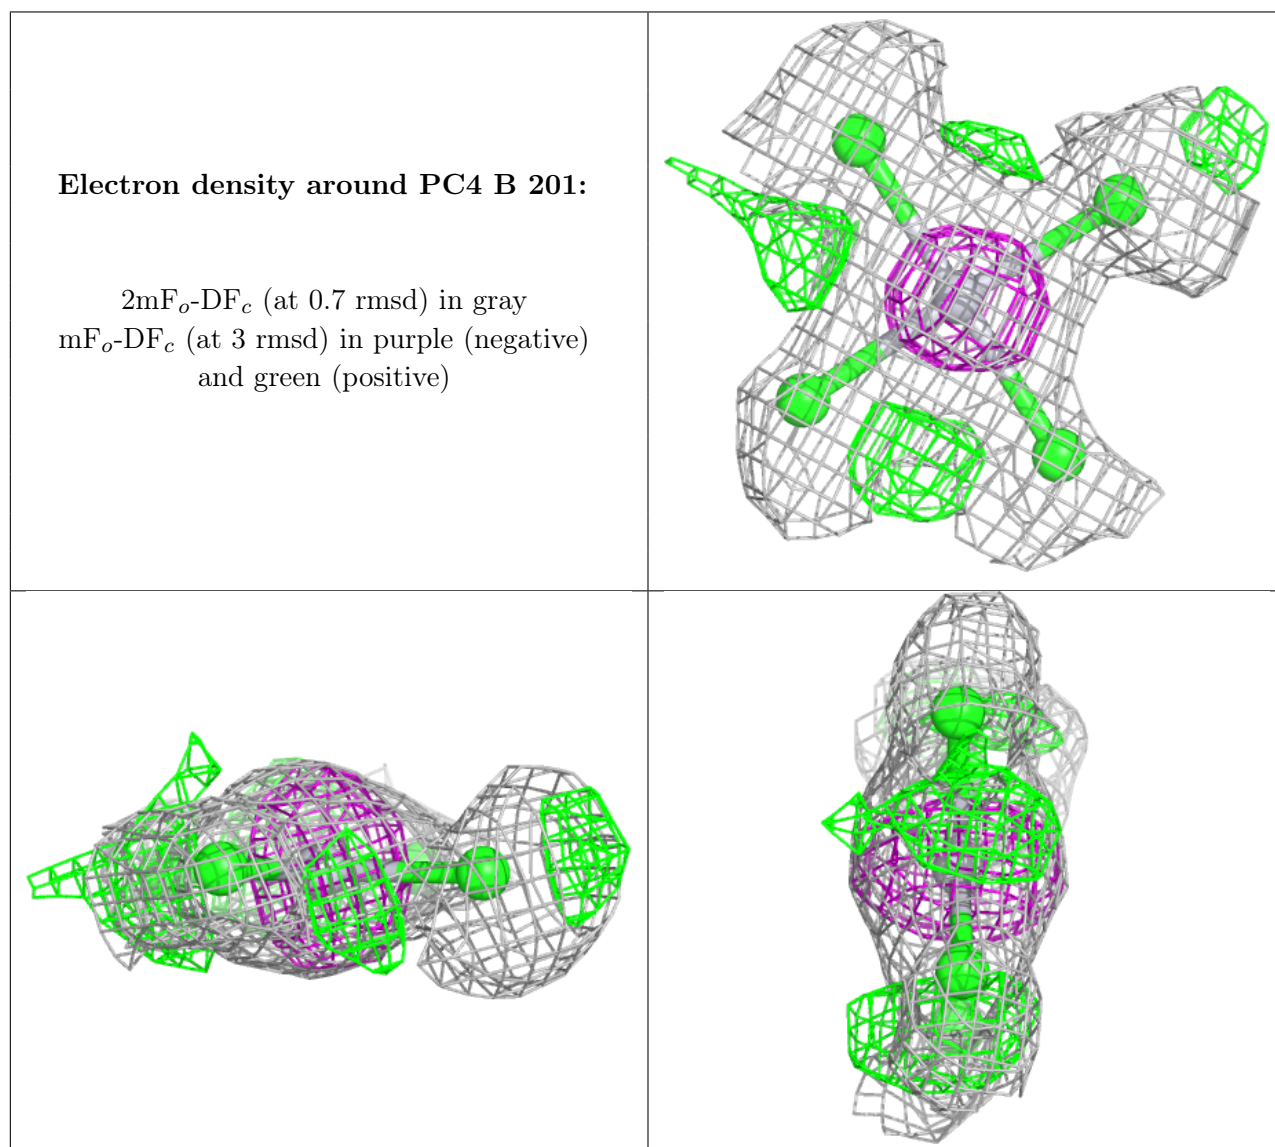 Electron density around PC4 B 201:
2mFo-DFc (at 0.7 rmsd) in gray
mFo-DFc (at 3 rmsd) in purple (negative)
and green (positive)